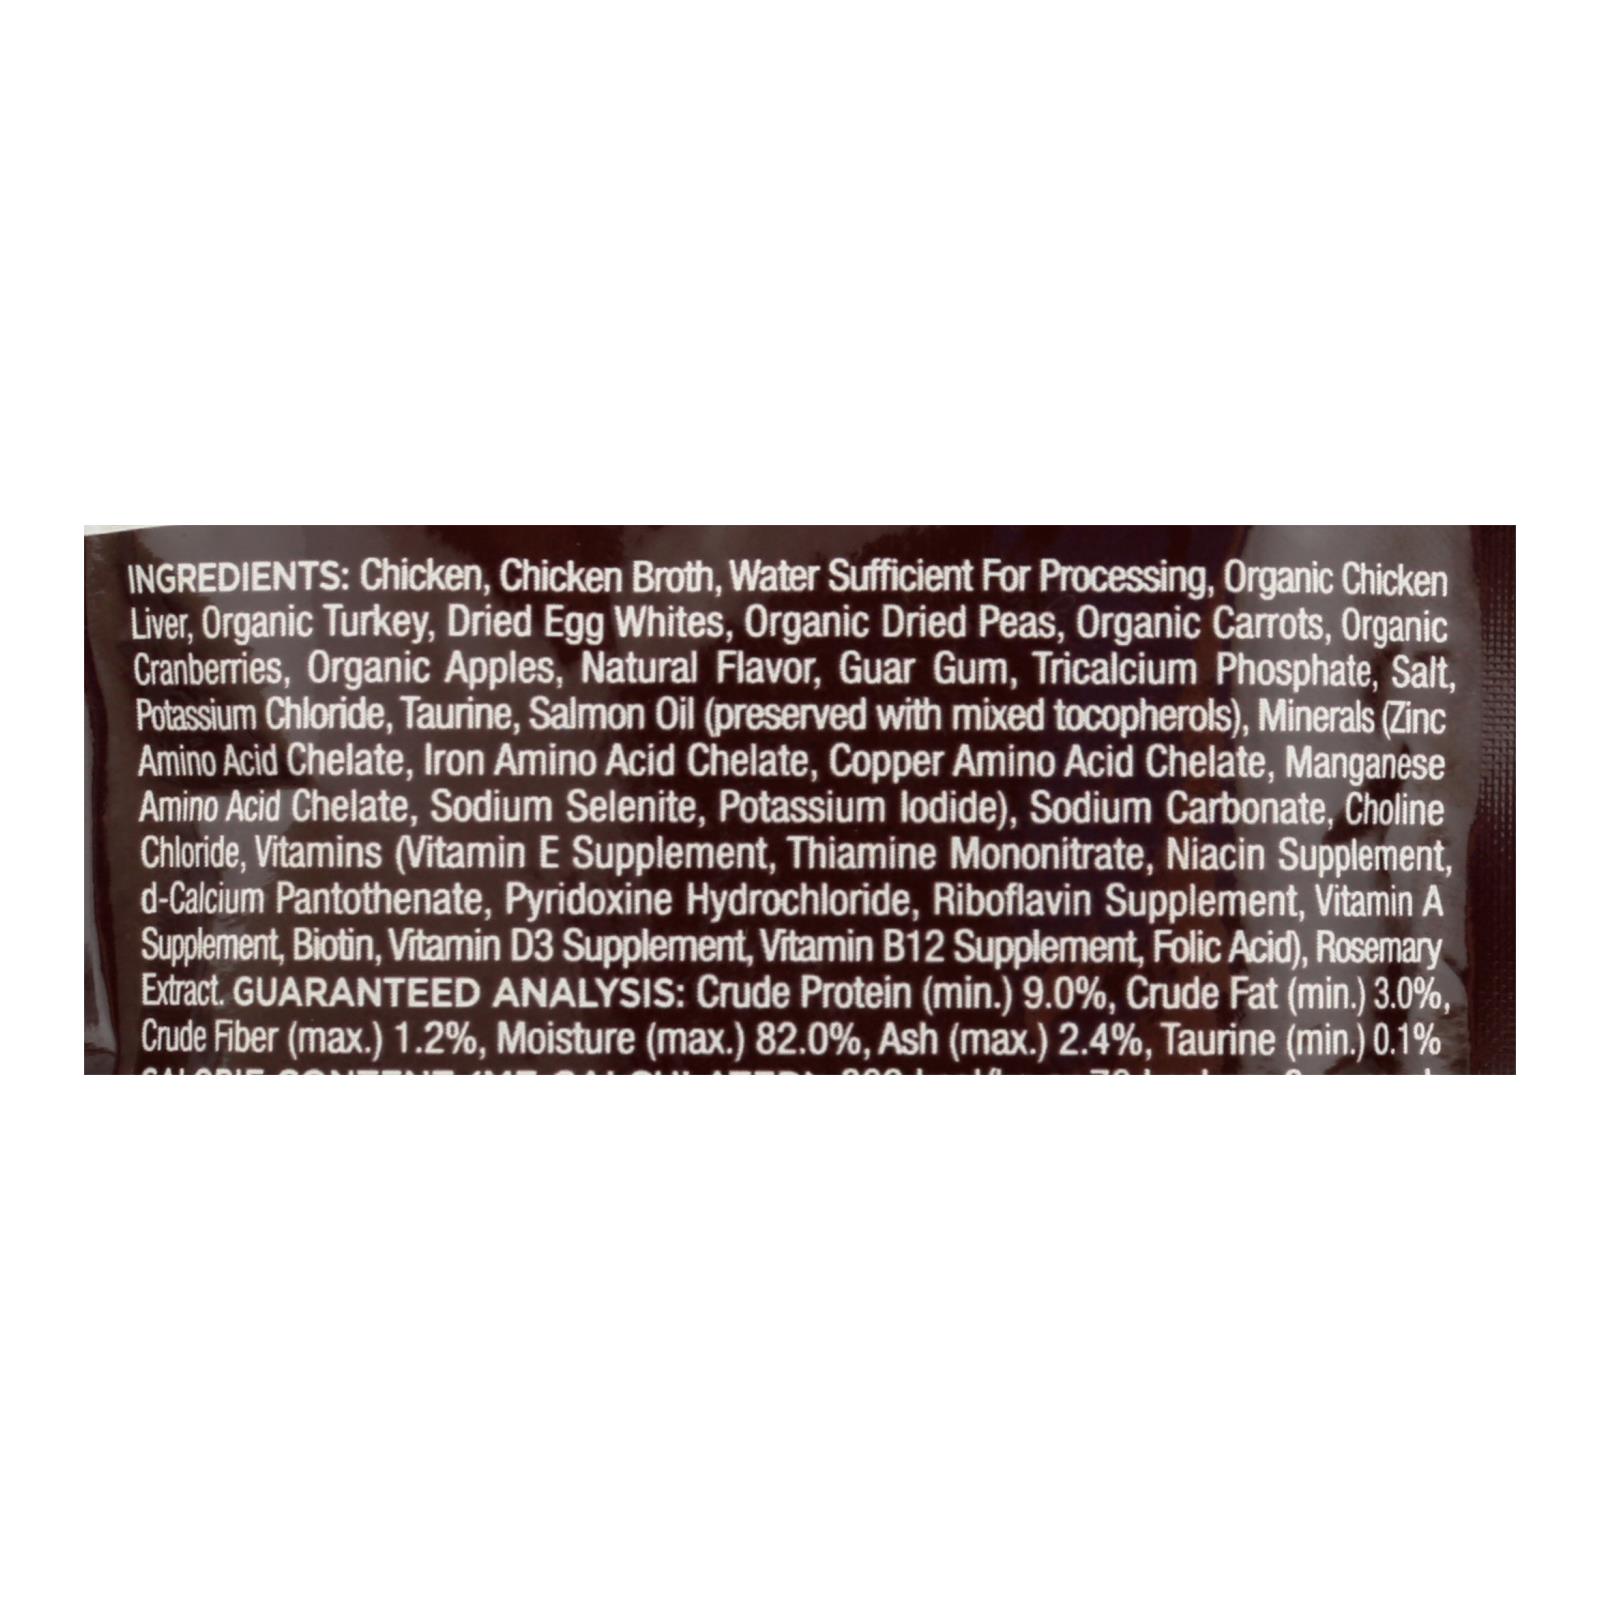 INGREDIENTS: Chicken, Chicken Broth, Water Sufficient For Processing, Organic Chicken
Liver, Organic Turkey, Dried Egg Whites, Organic Dried Peas, Organic Carrots, Organic
Cranberries, Organic Apples, Natural Flavor, Guar Gum, Tricalcium Phosphate, Salt,
Potassium Chloride, Taurine, Salmon Oil (preserved with mixed tocopherols), Minerals (Zinc
Amino Acid Chelate, Iron Amino Acid Chelate, Copper Amino Acid Chelate, Manganese
Amino Acid Chelate, Sodium Selenite, Potassium Iodide), Sodium Carbonate, Choline
Chloride, Vitamins (Vitamin E Supplement, Thiamine Mononitrate, Niacin Supplement,
d-Calcium Pantothenate, Pyridoxine Hydrochloride, Riboflavin Supplement, Vitamin A
Supplement, Biotin, Vitamin D3 Supplement, Vitamin B12 Supplement, Folic Acid), Rosemary
Extract. GUARANTEED ANALYSIS: Crude Protein (min.) 9.0%, Crude Fat (min.) 3.0%,
Crude Fiber (max.) 1.2%, Moisture (max.) 82.0%, Ash (max.) 2.4%, Taurine (min.) 0.1%
CALORIE CONTENT (ME CALCULATED):